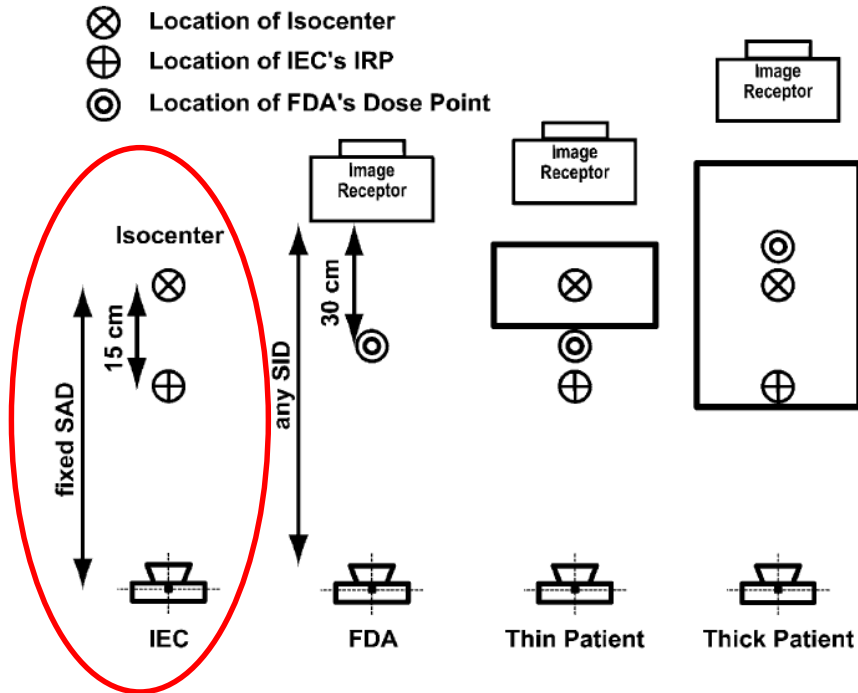 Location of Isocenter
Location of IEC's IRP
Location of FDA's Dose Point
Image
Receptor
Image
Receptor
Image
Receptor
Isocenter
15 cm
fixed SAD
any SID
30 cm
IEC
FDA
Thin Patient
Thick Patient